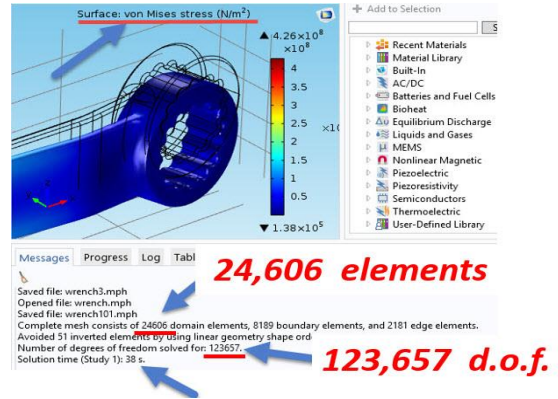 Surface: von Mises stress (N/m²)
▲ 4.26×10⁸
×10⁸
4
3.5
3
2.5
2
1.5
1
0.5
▼ 1.38×10⁵
Add to Selection
Recent Materials
Material Library
Built-In
AC/DC
Batteries and Fuel Cells
Bioheat
Equilibrium Discharge
Liquids and Gases
MEMS
Nonlinear Magnetic
Piezoelectric
Piezoresistivity
Semiconductors
Thermoelectric
User-Defined Library
Messages Progress Log Tabl
24,606 elements
Saved file: wrench3.mph
Opened file: wrench.mph
Saved file: wrench101.mph
Complete mesh consists of 24606 domain elements, 8189 boundary elements, and 2181 edge elements.
Avoided 51 inverted elements by using linear geometry shape ord
Number of degrees of freedom solved for: 123657.
Solution time (Study 1): 38 s.
123,657 d.o.f.